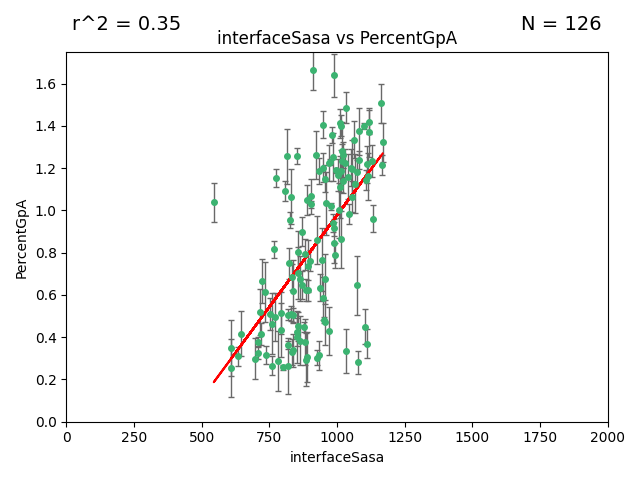 r^2 = 0.35
N = 126
interfaceSasa vs PercentGpA
PercentGpA
1.6
1.4
1.2
1.0
0.8
0.6
0.4
0.2
0.0
0 250 500 750 1000 1250 1500 1750 2000
interfaceSasa